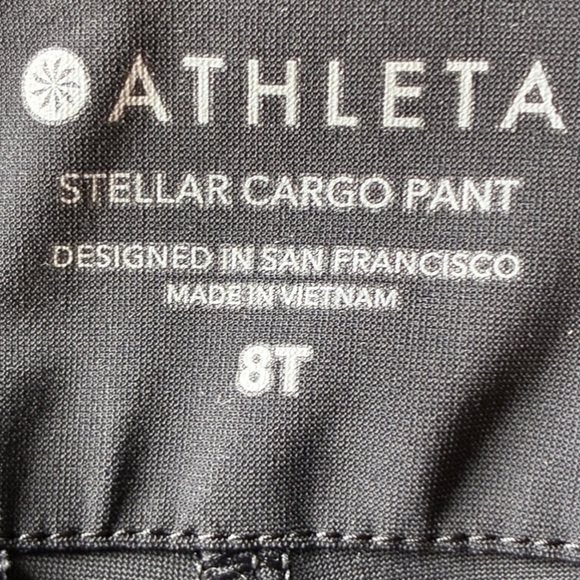 ATHLETA
STELLAR CARGO PANT
DESIGNED IN SAN FRANCISCO
MADE IN VIETNAM
8T